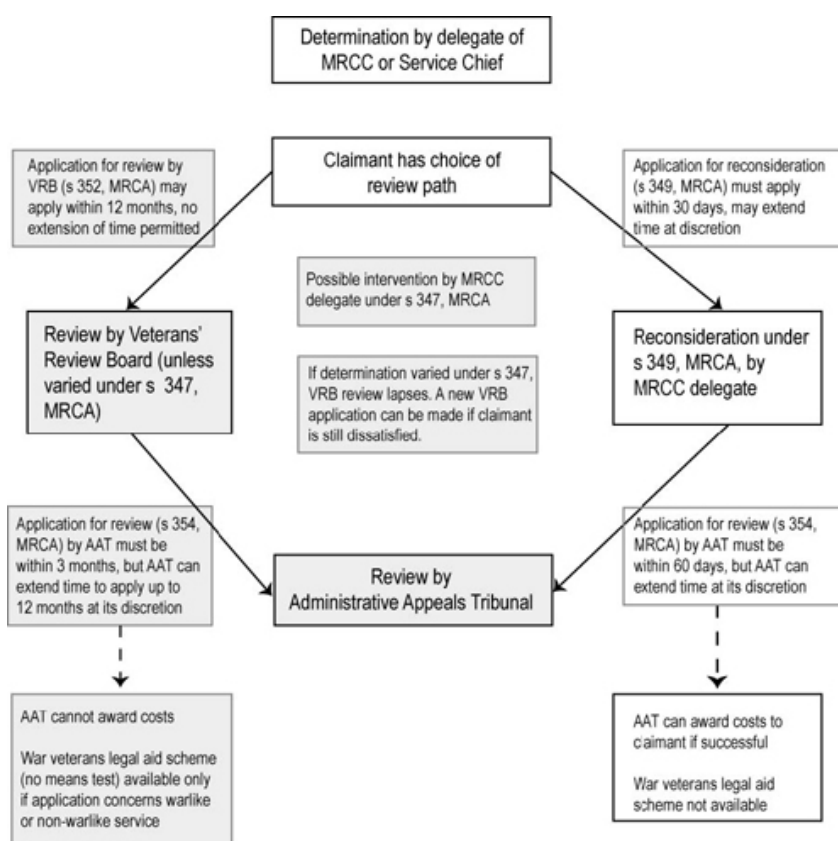 Determination by delegate of
MRCC or Service Chief
Application for review by
VRB (s 352, MRCA) may
apply within 12 months, no
extension of time permitted
Claimant has choice of
review path
Application for reconsideration
(s 349, MRCA) must apply
within 30 days, may extend
time at discretion
Possible intervention by MRCC
delegate under s 347, MRCA
Review by Veterans'
Review Board (unless
varied under s 347,
MRCA)
If determination varied under s 347,
VRB review lapses. A new VRB
application can be made if claimant
is still dissatisfied.
Reconsideration under
s 349, MRCA, by
MRCC delegate
Application for review (s 354,
MRCA) by AAT must be
within 3 months, but AAT can
extend time to apply up to
12 months at its discretion
Review by
Administrative Appeals Tribunal
Application for review (s 354,
MRCA) by AAT must be
within 60 days, but AAT can
extend time at its discretion
AAT cannot award costs
War veterans legal aid scheme
(no means test) available only
if application concerns warlike
or non-warlike service
AAT can award costs to
claimant if successful
War veterans legal aid
scheme not available